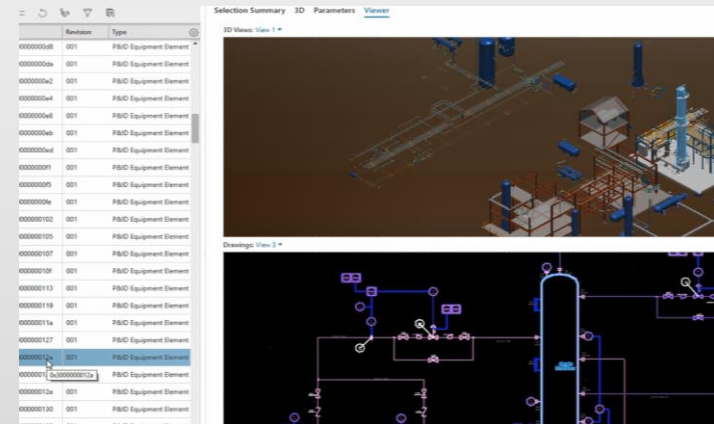 Selection Summary 3D Parameters Viewer
Revision Type
3D Views: View 1
00000000d8 001 P&ID Equipment Element
00000000da 001 P&ID Equipment Element
00000000e2 001 P&ID Equipment Element
00000000e4 001 P&ID Equipment Element
00000000e8 001 P&ID Equipment Element
00000000eb 001 P&ID Equipment Element
00000000ed 001 P&ID Equipment Element
00000000f1 001 P&ID Equipment Element
00000000f5 001 P&ID Equipment Element
00000000fe 001 P&ID Equipment Element
0000000102 001 P&ID Equipment Element
0000000105 001 P&ID Equipment Element
Drawings: View 3
0000000107 001 P&ID Equipment Element
000000010f 001 P&ID Equipment Element
0000000113 001 P&ID Equipment Element
0000000119 001 P&ID Equipment Element
000000011a 001 P&ID Equipment Element
0000000127 001 P&ID Equipment Element
000000012a 001 P&ID Equipment Element
0x3000000012a P&ID Equipment Element
000000012e 001 P&ID Equipment Element
0000000130 001 P&ID Equipment Element